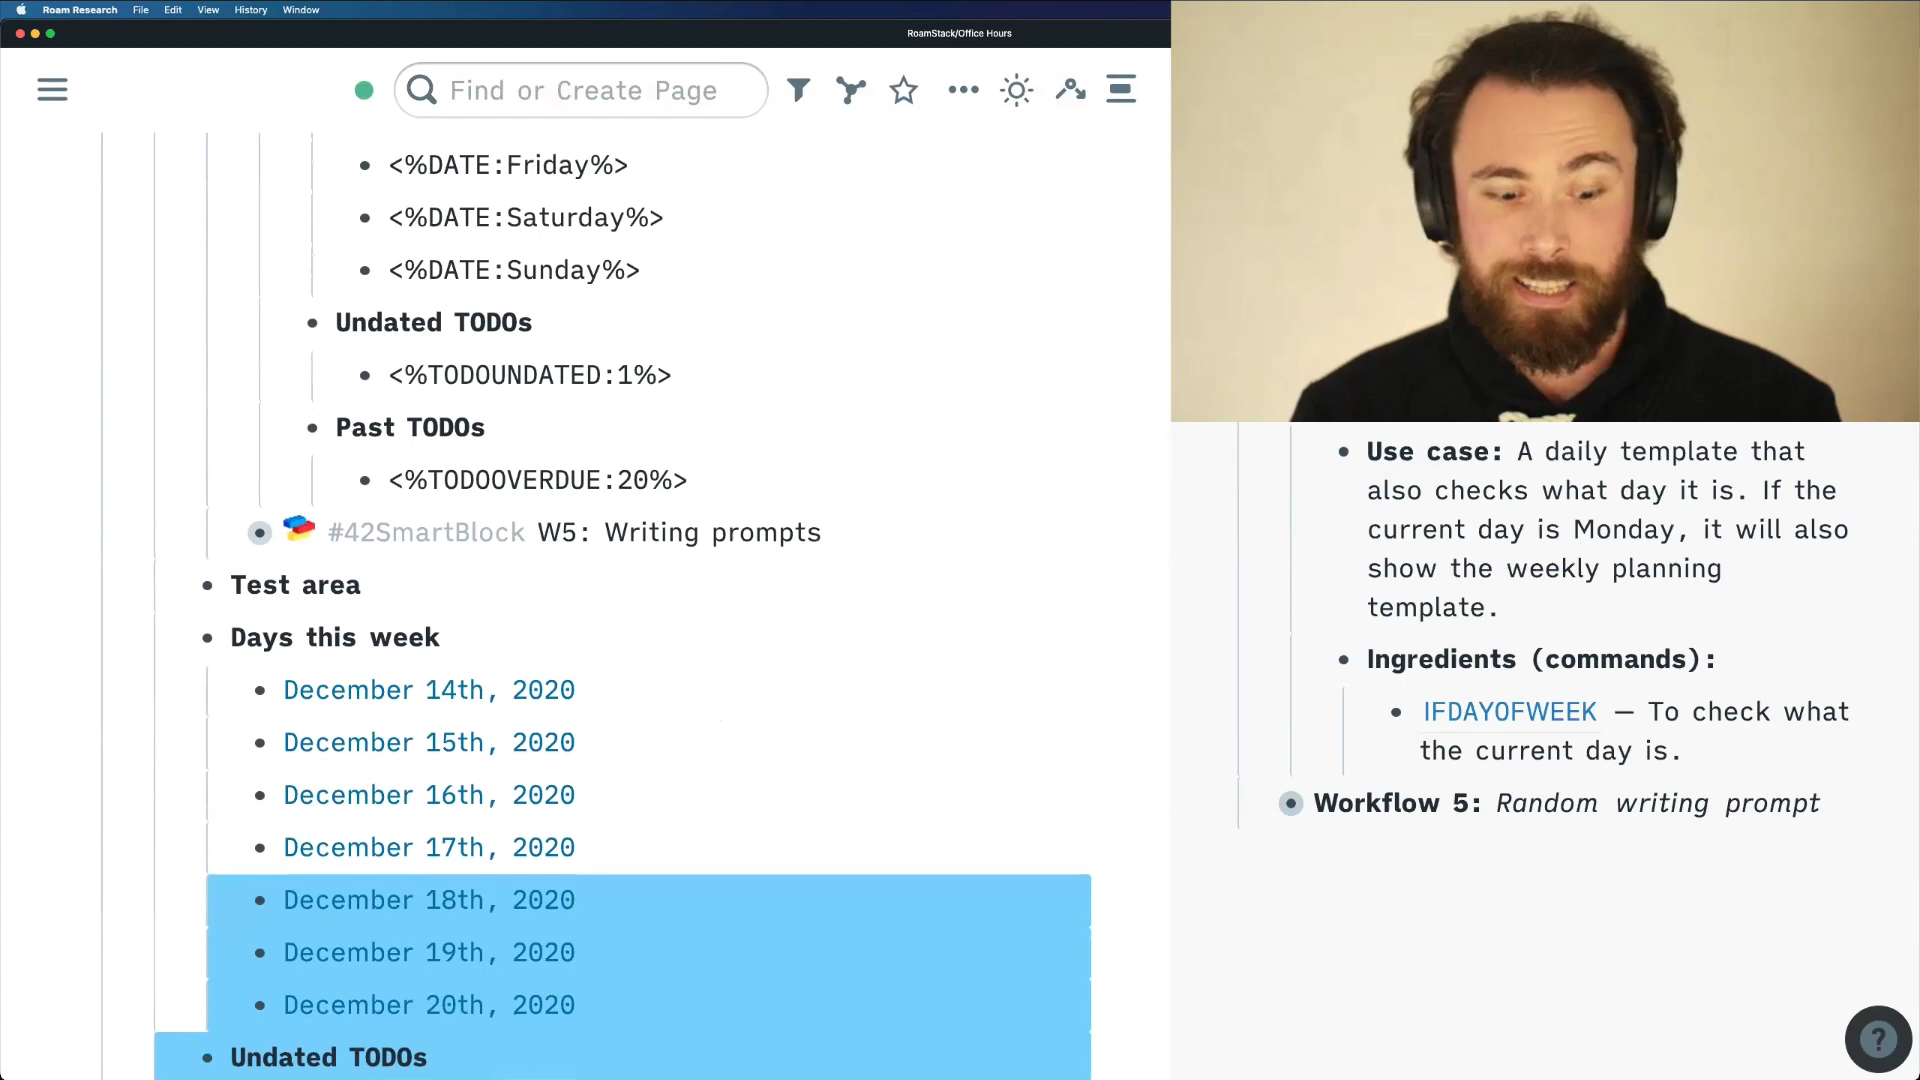 Roam Research File Edit View History Window
RoamStack/Office Hours
Find or Create Page
<%DATE:Friday%>
<%DATE:Saturday%>
<%DATE:Sunday%>
Undated TODOs
<%TODOUNDATED:1%>
Past TODOs
<%TODOOVERDUE:20%>
#42SmartBlock W5: Writing prompts
Test area
Days this week
December 14th, 2020
December 15th, 2020
December 16th, 2020
December 17th, 2020
December 18th, 2020
December 19th, 2020
December 20th, 2020
Undated TODOs
Use case: A daily template that
also checks what day it is. If the
current day is Monday, it will also
show the weekly planning
template.
Ingredients (commands):
IFDAYOFWEEK — To check what
the current day is.
Workflow 5: Random writing prompt
?